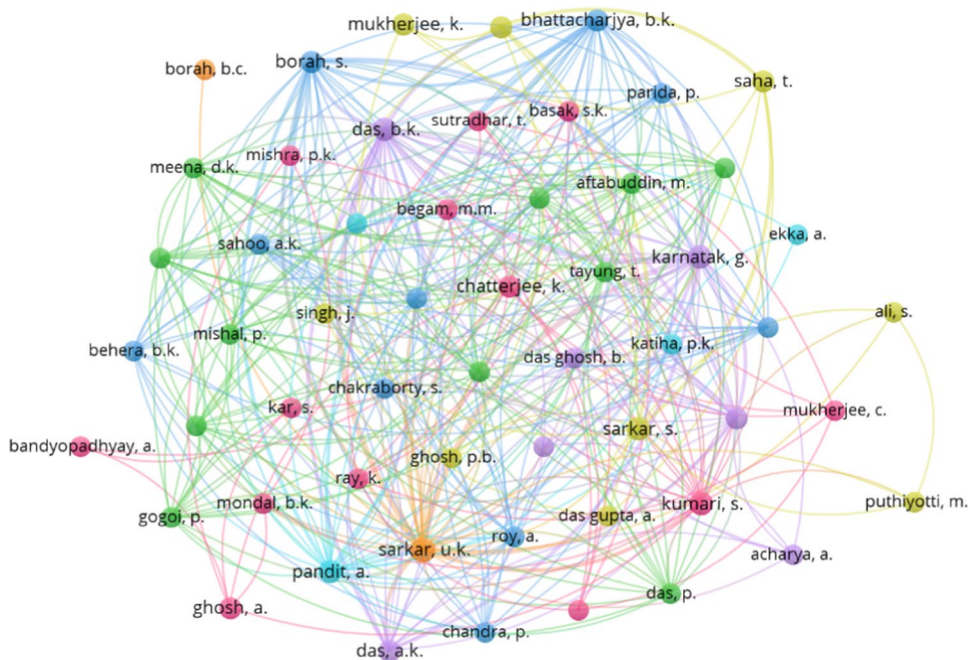 mukherjee, k.
bhattacharjya, b.k.
borah, b.c.
borah, s.
saha, t.
parida, p.
basak, s.k.
sutradhar, t.
das, b.k.
mishra, p.k.
meena, d.k.
aftabuddin, m.
begam, m.m.
ekka, a.
sahoo, a.k.
karnatak, g.
tayung, t.
chatterjee, k.
singh, j.
ali, s.
mishal, p.
behera, b.k.
katiha, p.k.
das ghosh, b.
chakraborty, s.
kar, s.
mukherjee, c.
sarkar, s.
bandyopadhyay, a.
ghosh, p.b.
ray, k.
mondal, b.k.
kumari, s.
puthiyotti, m.
gogoi, p.
das gupta, a.
roy, a.
sarkar, u.k.
acharya, a.
pandit, a.
das, p.
ghosh, a.
chandra, p.
das, a.k.